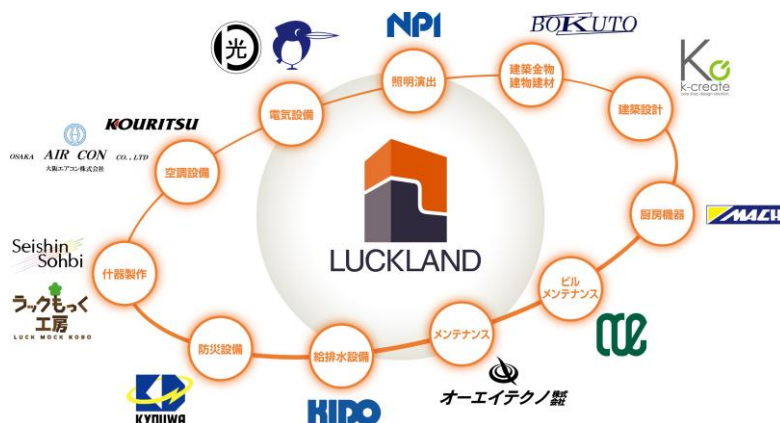 光
NPI
BOKUTO
K
k-create
照明演出
建築金物
建物建材
電気設備
建築設計
KOURITSU
OSAKA AIR CON CO.,LTD
大阪エアコン株式会社
空調設備
厨房機器
MACH
LUCKLAND
Seishin
Sohbi
什器製作
ラックもっく
工房
LUCK MOCK KOBO
ビル
メンテナンス
メンテナンス
防災設備
給排水設備
オーエイテクノ
KYOUWA
KIDO